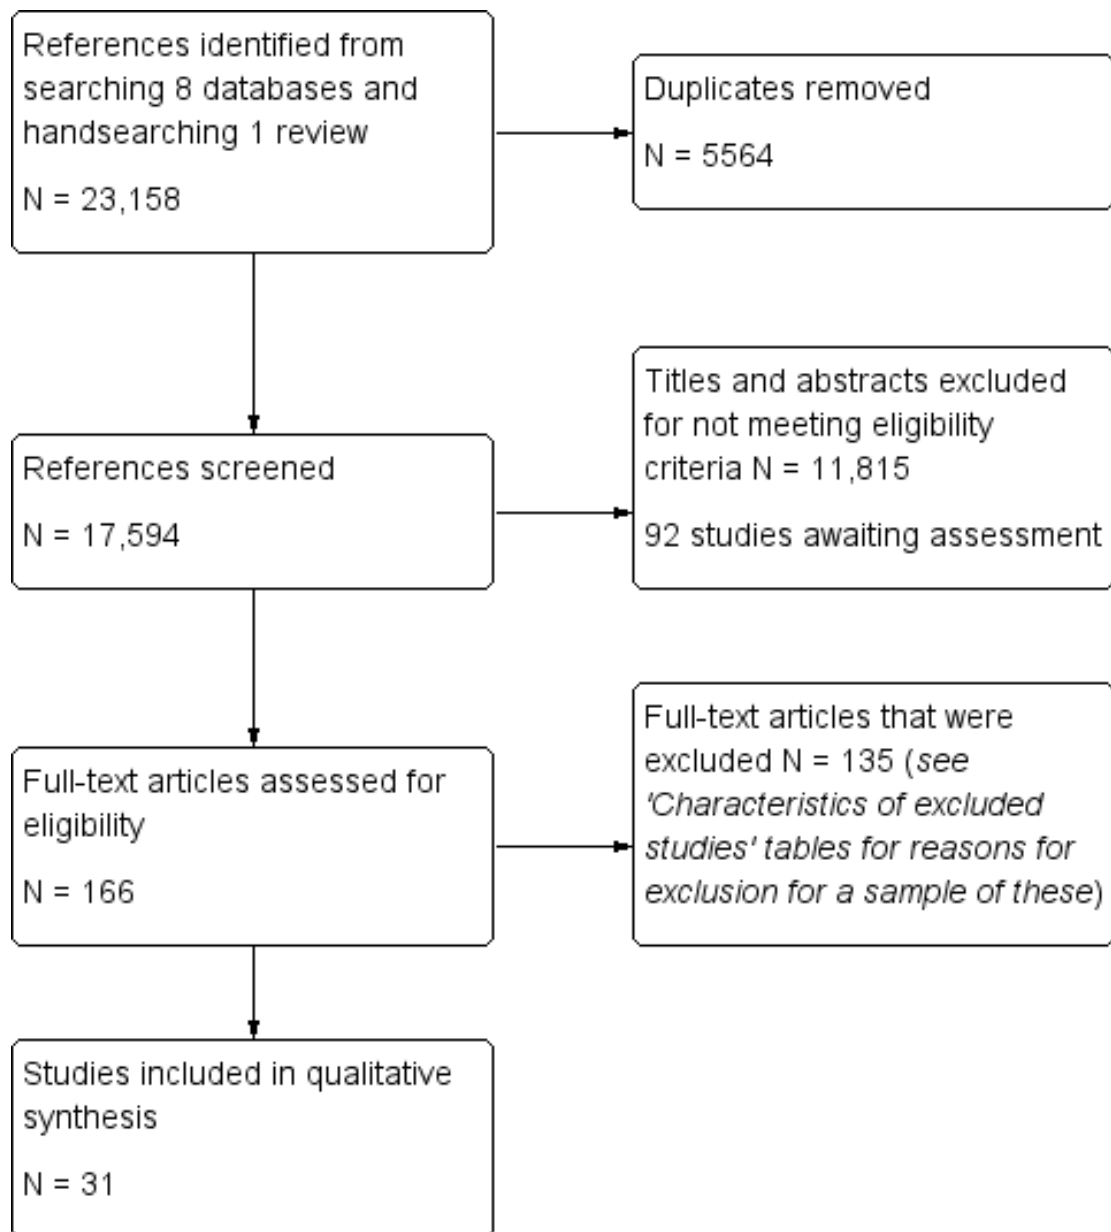 References identified from
searching 8 databases and
handsearching 1 review
N = 23,158
Duplicates removed
N = 5564
References screened
N = 17,594
Titles and abstracts excluded
for not meeting eligibility
criteria N = 11,815
92 studies awaiting assessment
Full-text articles assessed for
eligibility
N = 166
Full-text articles that were
excluded N = 135 (see
'Characteristics of excluded
studies' tables for reasons for
exclusion for a sample of these)
Studies included in qualitative
synthesis
N = 31